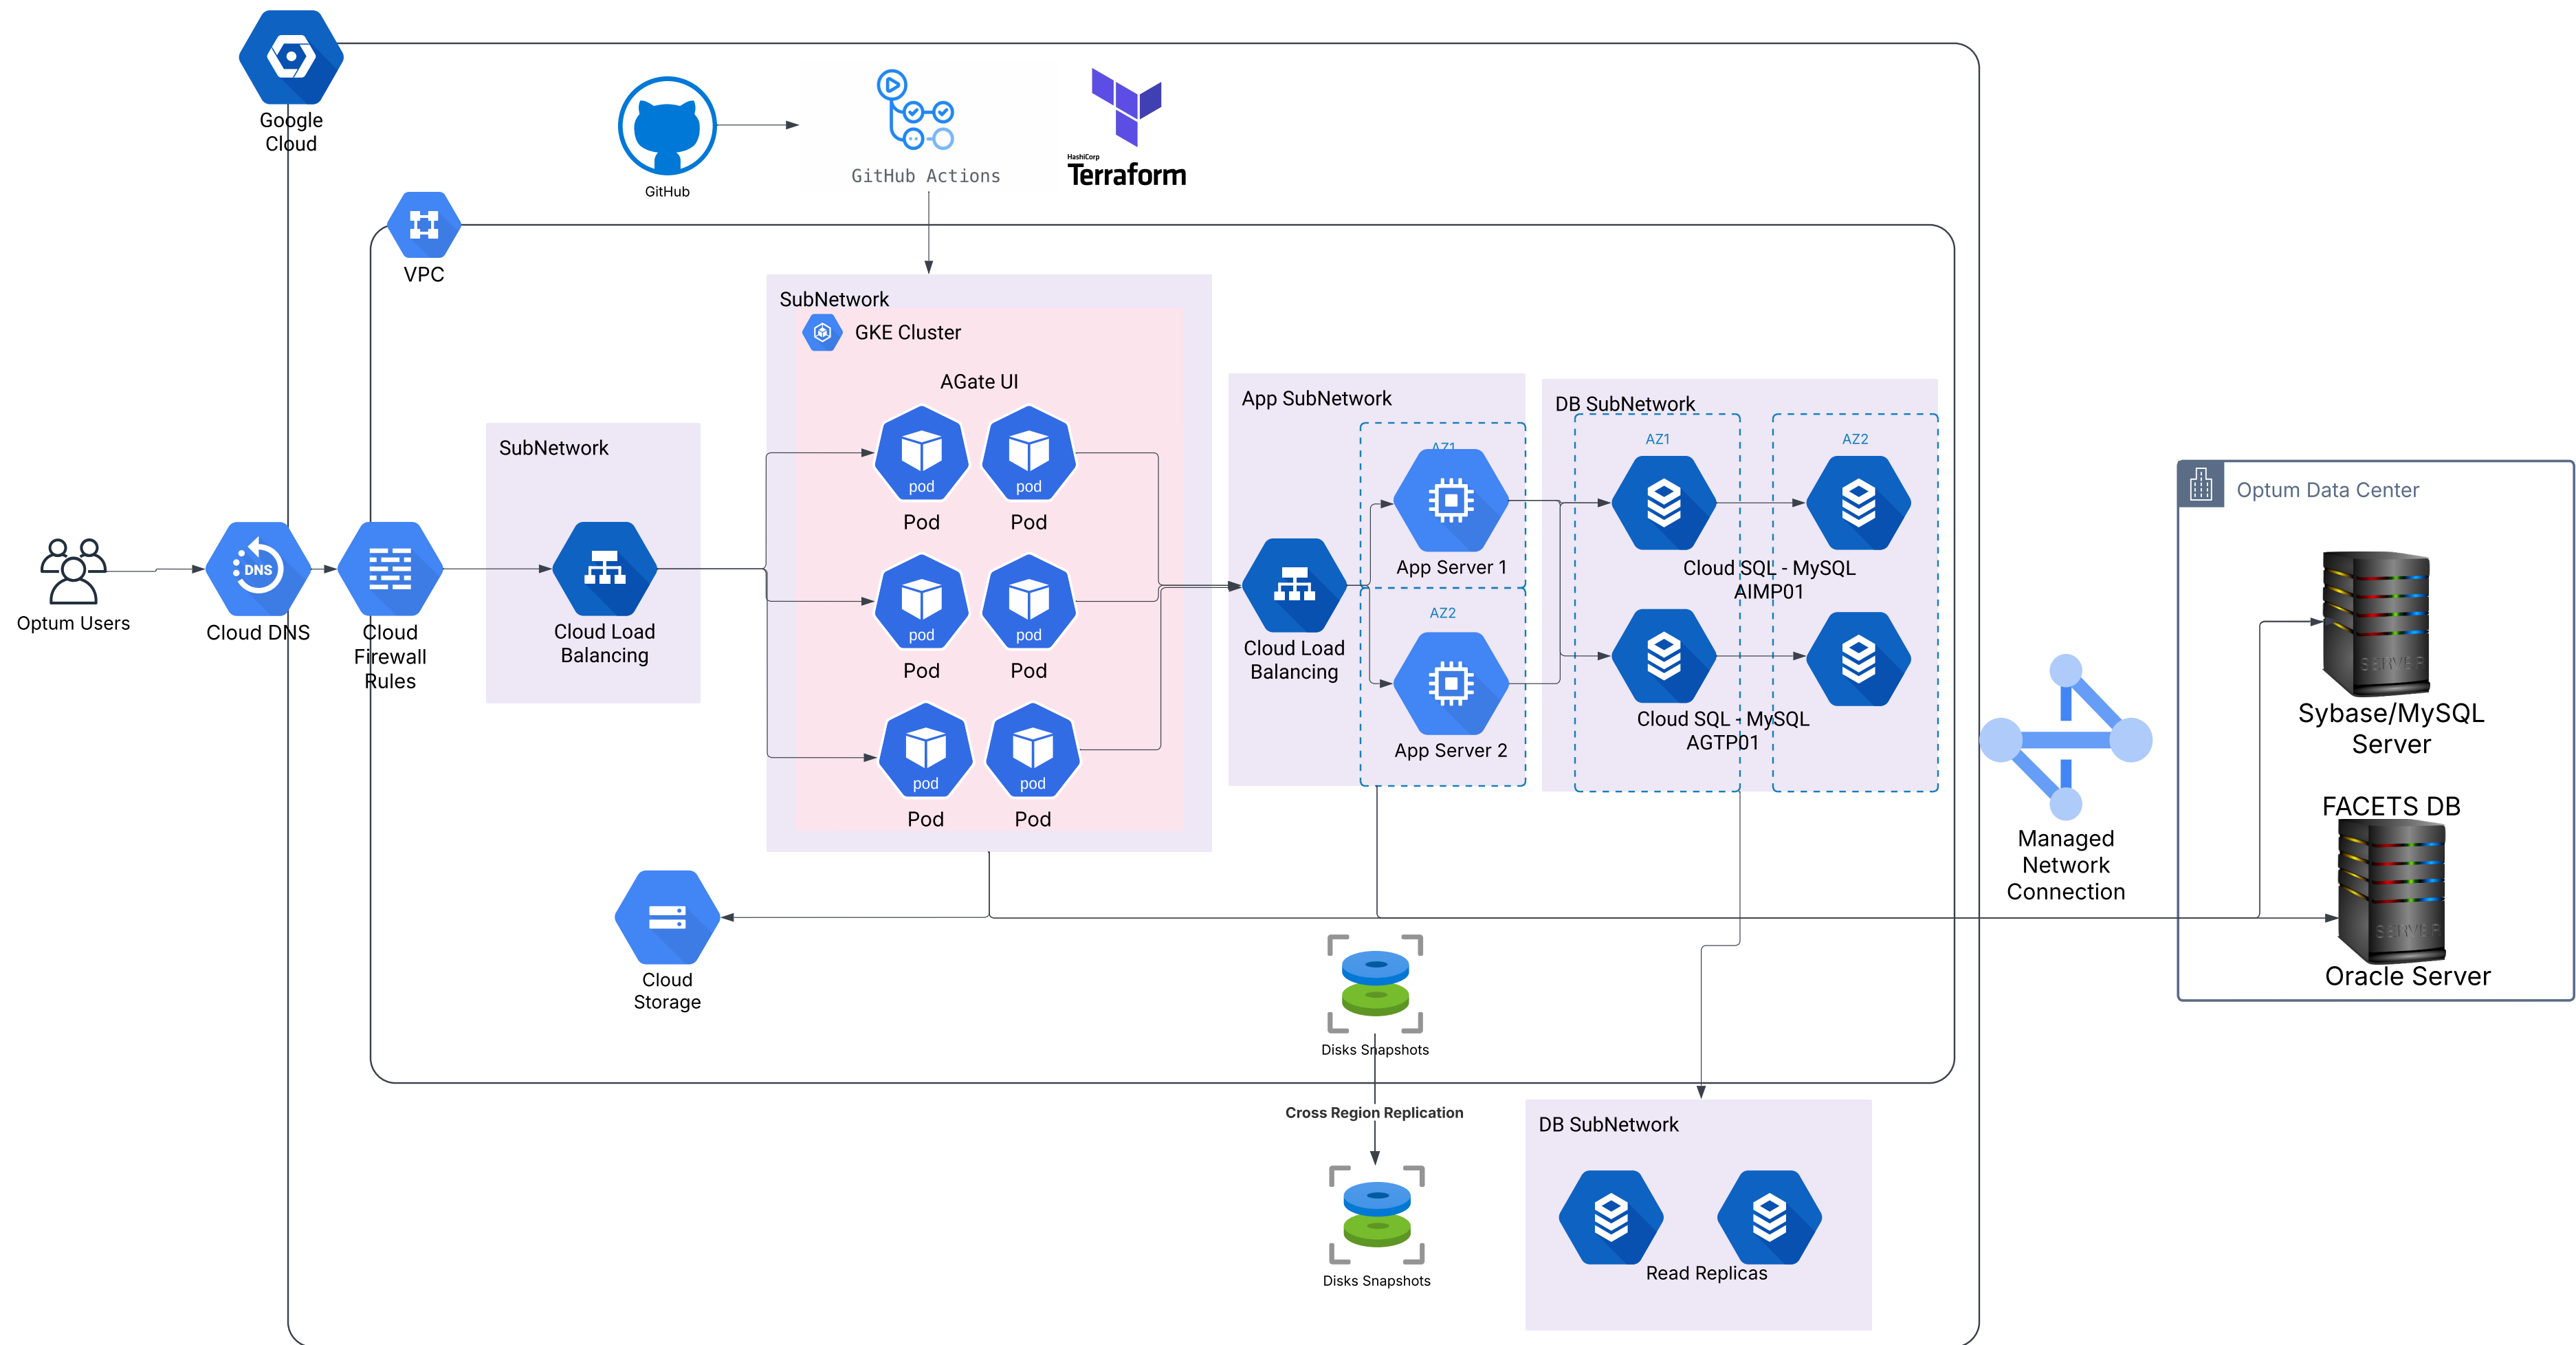 Google
Cloud
GitHub
GitHub Actions
HashiCorp
Terraform
VPC
SubNetwork
GKE Cluster
AGate UI
pod
Pod
pod
Pod
pod
Pod
pod
Pod
pod
Pod
pod
Pod
SubNetwork
Cloud Load
Balancing
Optum Users
DNS
Cloud DNS
Cloud
Firewall
Rules
App SubNetwork
AZ1
App Server 1
AZ2
App Server 2
Cloud Load
Balancing
DB SubNetwork
AZ1
AZ2
Cloud SQL - MySQL
AIMP01
Cloud SQL - MySQL
AGTP01
Optum Data Center
SERVER
Sybase/MySQL
Server
FACETS DB
SERVER
Oracle Server
Managed
Network
Connection
Cloud
Storage
Disks Snapshots
Cross Region Replication
Disks Snapshots
DB SubNetwork
Read Replicas